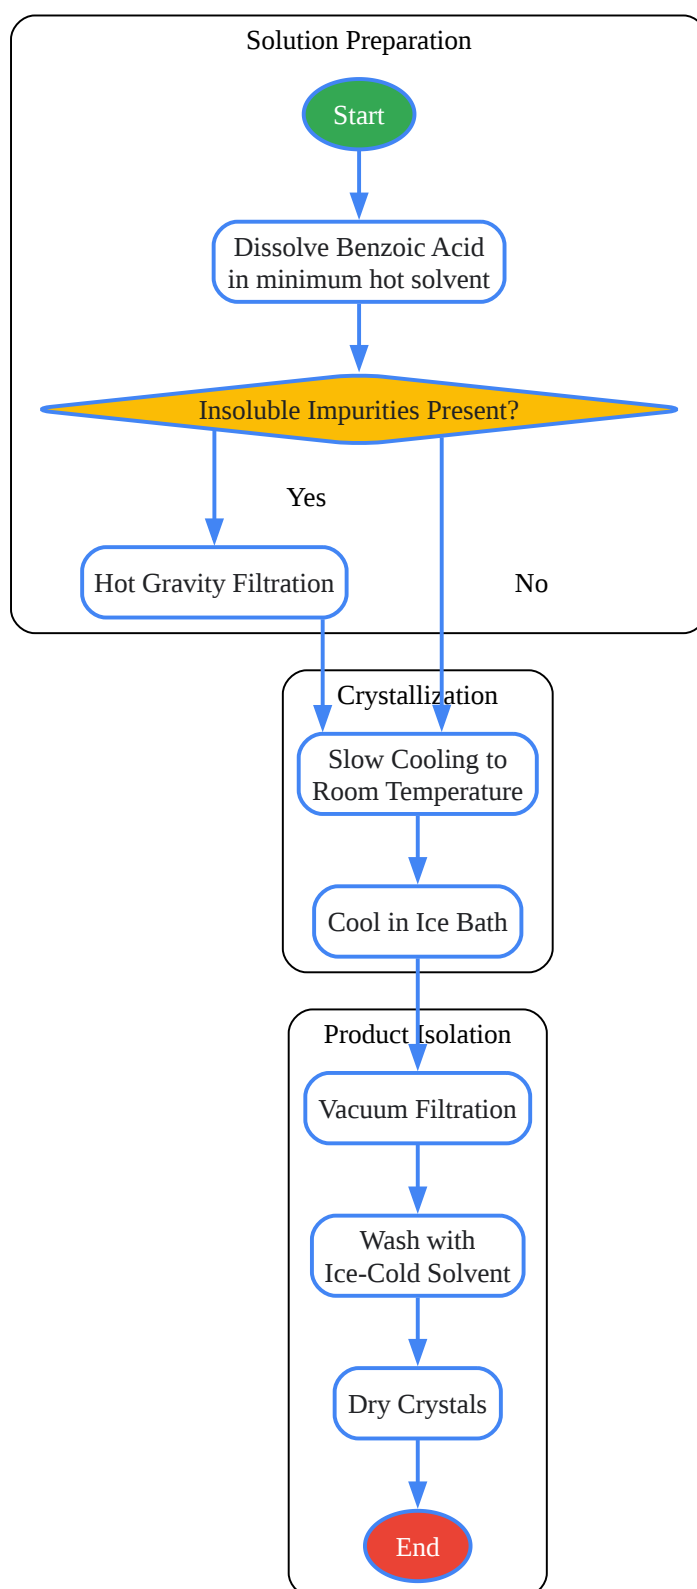 Solution Preparation
Start
Dissolve Benzoic Acid
in minimum hot solvent
Insoluble Impurities Present?
Yes
Hot Gravity Filtration
No
Crystallization
Slow Cooling to
Room Temperature
Cool in Ice Bath
Product Isolation
Vacuum Filtration
Wash with
Ice-Cold Solvent
Dry Crystals
End